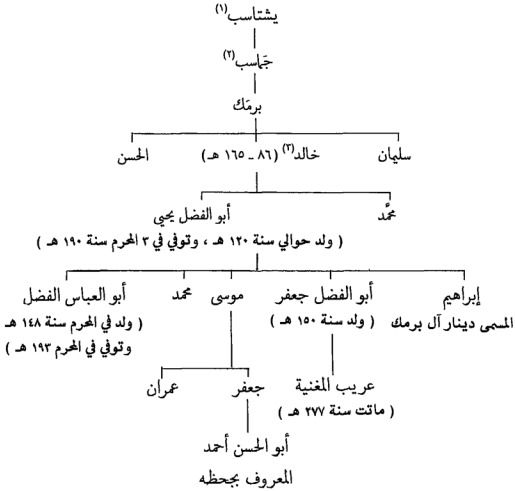 يشتاسب (١)
جَماسب (٢)
برمَك
سليمان خالد (٣) ( ٨٦ ـ ١٦٥ هـ ) الحسن
محمَّد أبو الفضل يحيى
( ولد حوالي سنة ١٢٠ هـ ، وتوفي في ٣ المحرم سنة ١٩٠ هـ )
إبراهيم أبو الفضل جعفر موسى محمد أبو العباس الفضل
المسمى دينار آل برمك ( ولد سنة ١٥٠ هـ ) ( ولد في المحرم سنة ١٤٨ هـ
وتوفي في المحرم ١٩٣ هـ )
عريب المغنية جعفر عمران
( ماتت سنة ٢٧٧ هـ )
أبو الحسن أحمد
المعروف بجحظه